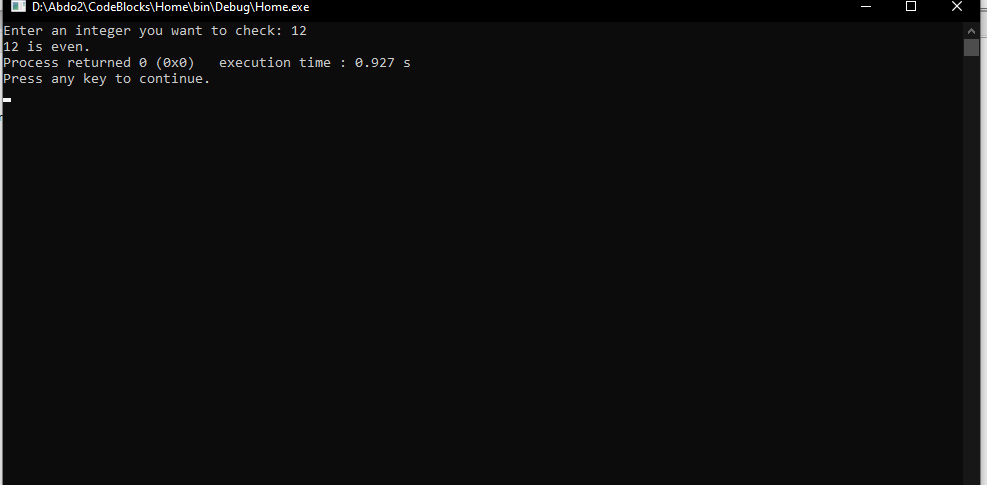 D:\Abdo2\CodeBlocks\Home\bin\Debug\Home.exe
Enter an integer you want to check: 12
12 is even.
Process returned 0 (0x0)   execution time : 0.927 s
Press any key to continue.